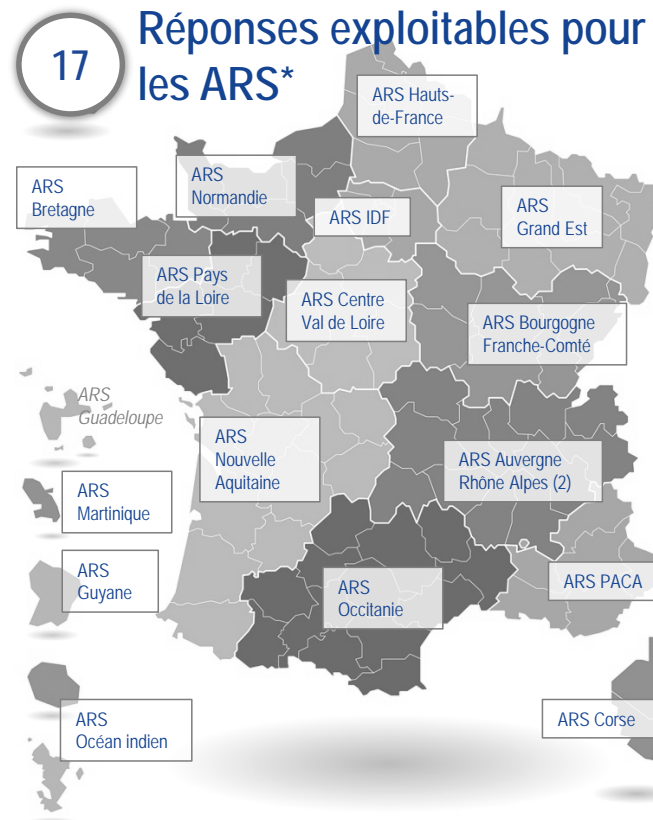 17
Réponses exploitables pour
les ARS*
ARS Hauts-
de-France
ARS
Normandie
ARS
Bretagne
ARS IDF
ARS
Grand Est
ARS Pays
de la Loire
ARS Centre
Val de Loire
ARS Bourgogne
Franche-Comté
ARS
Guadeloupe
ARS
Nouvelle
Aquitaine
ARS Auvergne
Rhône Alpes (2)
ARS
Martinique
ARS
Guyane
ARS
Occitanie
ARS PACA
ARS
Océan indien
ARS Corse